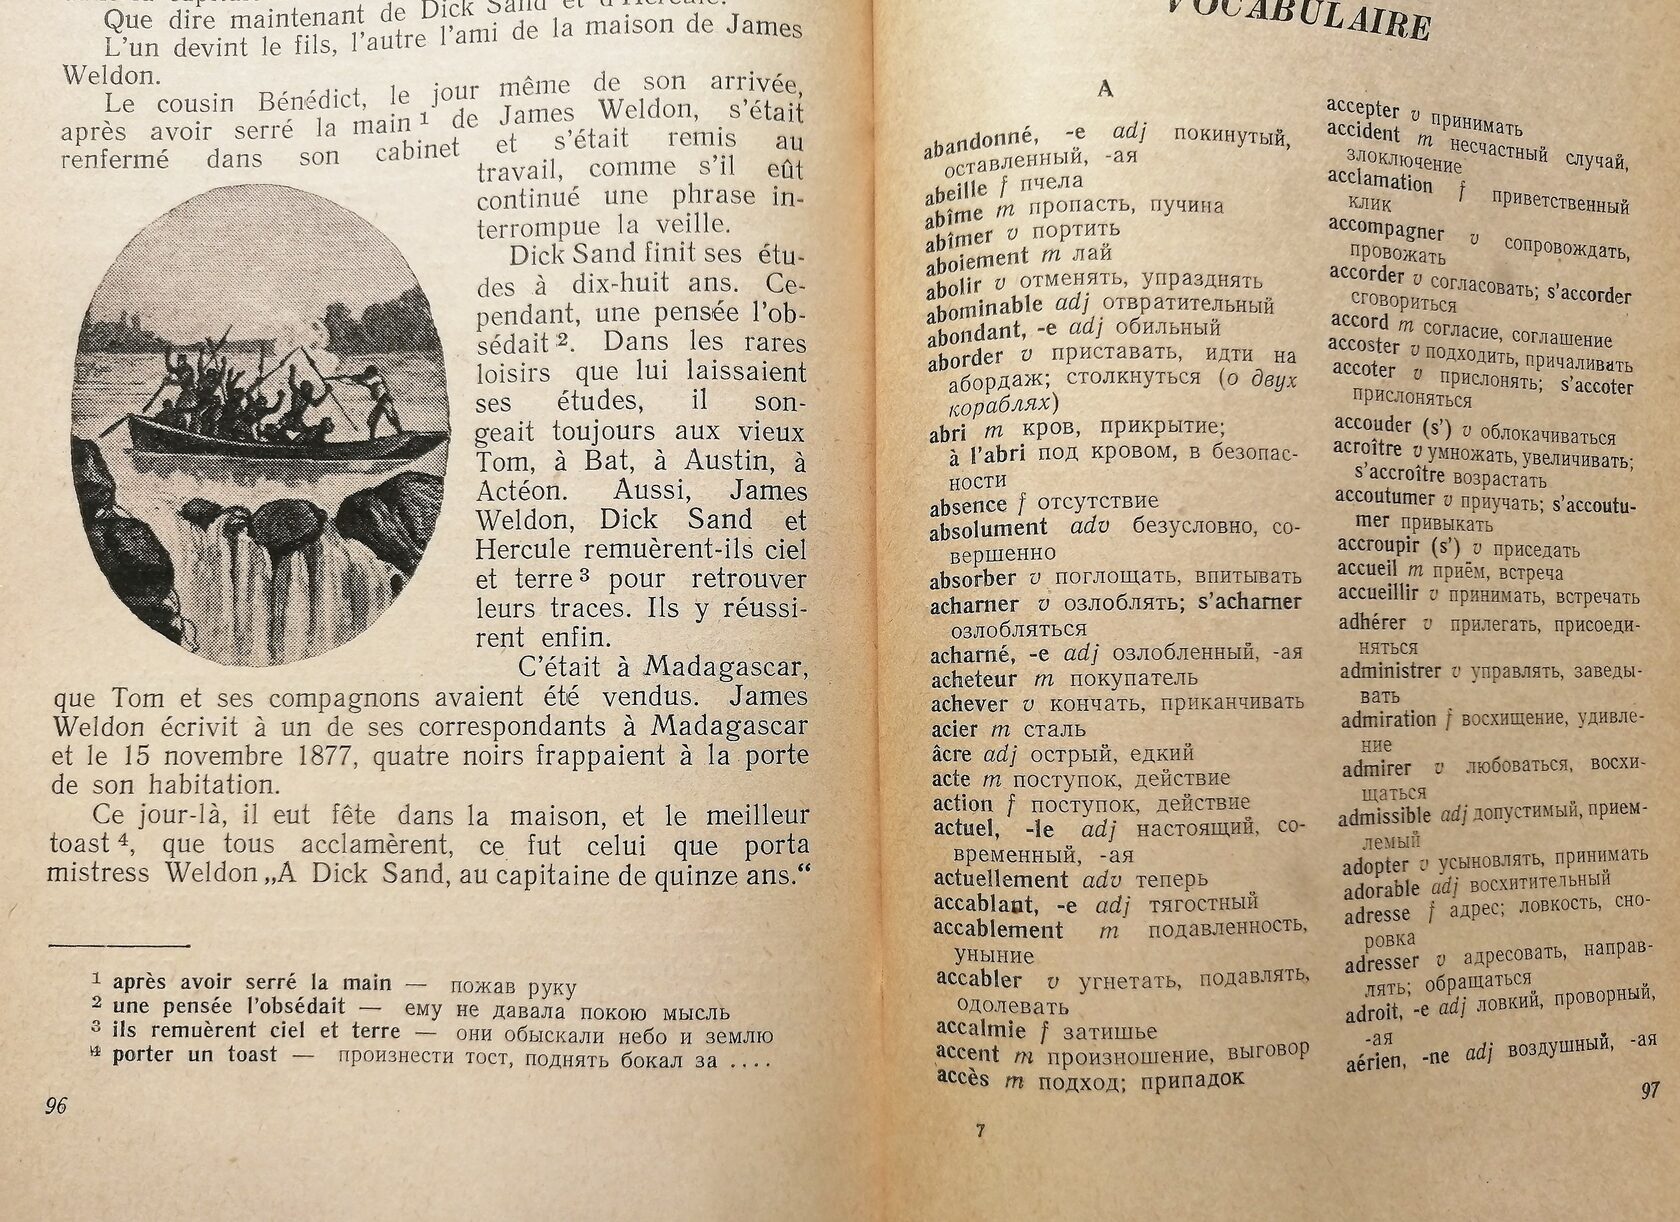 Que dire maintenant de Dick Sand et d'Hercule.
L'un devint le fils, l'autre l'ami de la maison de James
Weldon.
Le cousin Bénédict, le jour même de son arrivée,
après avoir serré la main 1 de James Weldon, s'était
renfermé dans son cabinet et s'était remis au
travail, comme s'il eût
continué une phrase in-
terrompue la veille.
Dick Sand finit ses étu-
des à dix-huit ans. Ce-
pendant, une pensée l'ob-
sédait 2. Dans les rares
loisirs que lui laissaient
ses études, il son-
geait toujours aux vieux
Tom, à Bat, à Austin, à
Actéon. Aussi, James
Weldon, Dick Sand et
Hercule remuèrent-ils ciel
et terre 3 pour retrouver
leurs traces. Ils y réussi-
rent enfin.
C'était à Madagascar,
que Tom et ses compagnons avaient été vendus. James
Weldon écrivit à un de ses correspondants à Madagascar
et le 15 novembre 1877, quatre noirs frappaient à la porte
de son habitation.
Ce jour-là, il eut fête dans la maison, et le meilleur
toast 4, que tous acclamèrent, ce fut celui que porta
mistress Weldon „A Dick Sand, au capitaine de quinze ans.“
1 après avoir serré la main — пожав руку
2 une pensée l'obsédait — ему не давала покою мысль
3 ils remuèrent ciel et terre — они обыскали небо и землю
4 porter un toast — произнести тост, поднять бокал за ....
96
VOCABULAIRE
A
abandonné, -e adj покинутый,
оставленный, -ая
abeille f пчела
abîme m пропасть, пучина
abîmer v портить
aboiement m лай
abolir v отменять, упразднять
abominable adj отвратительный
abondant, -e adj обильный
aborder v приставать, идти на
абордаж; столкнуться (о двух
кораблях)
abri m кров, прикрытие;
à l'abri под кровом, в безопас-
ности
absence f отсутствие
absolument adv безусловно, со-
вершенно
absorber v поглощать, впитывать
acharner v озлоблять; s'acharner
озлобляться
acharné, -e adj озлобленный, -ая
acheteur m покупатель
achever v кончать, приканчивать
acier m сталь
âcre adj острый, едкий
acte m поступок, действие
action f поступок, действие
actuel, -le adj настоящий, со-
временный, -ая
actuellement adv теперь
accablant, -e adj тягостный
accablement m подавленность,
уныние
accabler v угнетать, подавлять,
одолевать
accalmie f затишье
accent m произношение, выговор
accès m подход; припадок
7
accepter v принимать
accident m несчастный случай,
злоключение
acclamation f приветственный
клик
accompagner v сопровождать,
провожать
accorder v согласовать; s'accorder
сговориться
accord m согласие, соглашение
accoster v подходить, причаливать
accoter v прислонять; s'accoter
прислоняться
accouder (s') v облокачиваться
acroître v умножать, увеличивать;
s'accroître возрастать
accoutumer v приучать; s'accoutu-
mer привыкать
accroupir (s') v приседать
accueil m приём, встреча
accueillir v принимать, встречать
adhérer v прилегать, присоеди-
няться
administrer v управлять, заведы-
вать
admiration f восхищение, удивле-
ние
admirer v любоваться, восхи-
щаться
admissible adj допустимый, прием-
лемый
adopter v усыновлять, принимать
adorable adj восхитительный
adresse f адрес; ловкость, сно-
ровка
adresser v адресовать, направ-
лять; обращаться
adroit, -e adj ловкий, проворный,
-ая
aérien, -ne adj воздушный, -ая
97